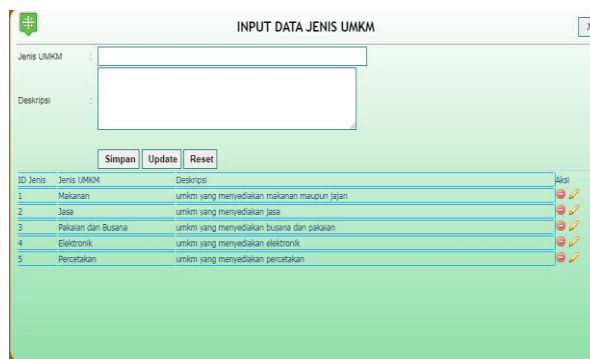 INPUT DATA JENIS UMKM
X
Jenis UMKM :
Deskripsi :
Simpan Update Reset
ID Jenis Jenis UMKM Deskripsi Aksi
1 Makanan umkm yang menyediakan makanan maupun jajan
2 Jasa umkm yang menyediakan jasa
3 Pakaian dan Busana umkm yang menyediakan busana dan pakaian
4 Elektronik umkm yang menyediakan elektronik
5 Percetakan umkm yang menyediakan percetakan